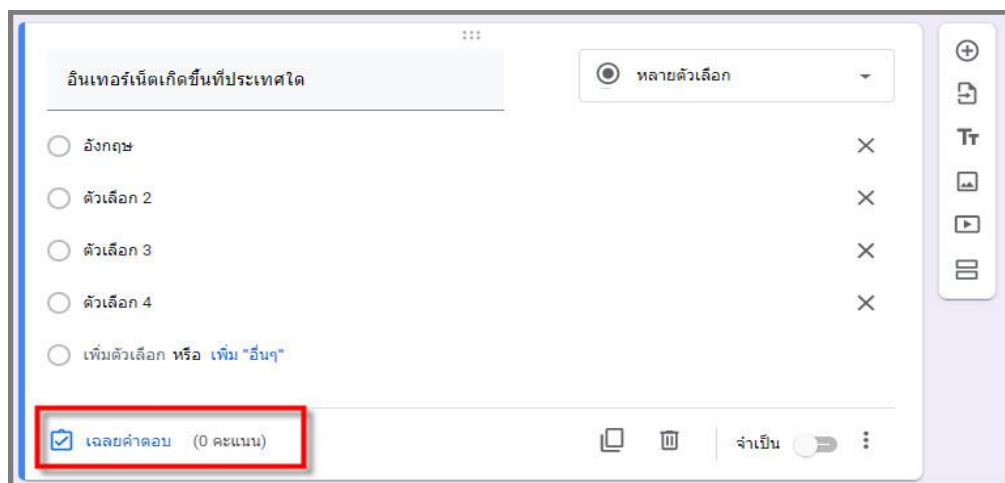 อินเทอร์เน็ตเกิดขึ้นที่ประเทศใด
หลายตัวเลือก
อังกฤษ
ตัวเลือก 2
ตัวเลือก 3
ตัวเลือก 4
เพิ่มตัวเลือก หรือ เพิ่ม "อื่นๆ"
เฉลยคำตอบ (0 คะแนน)
จำเป็น
Tт